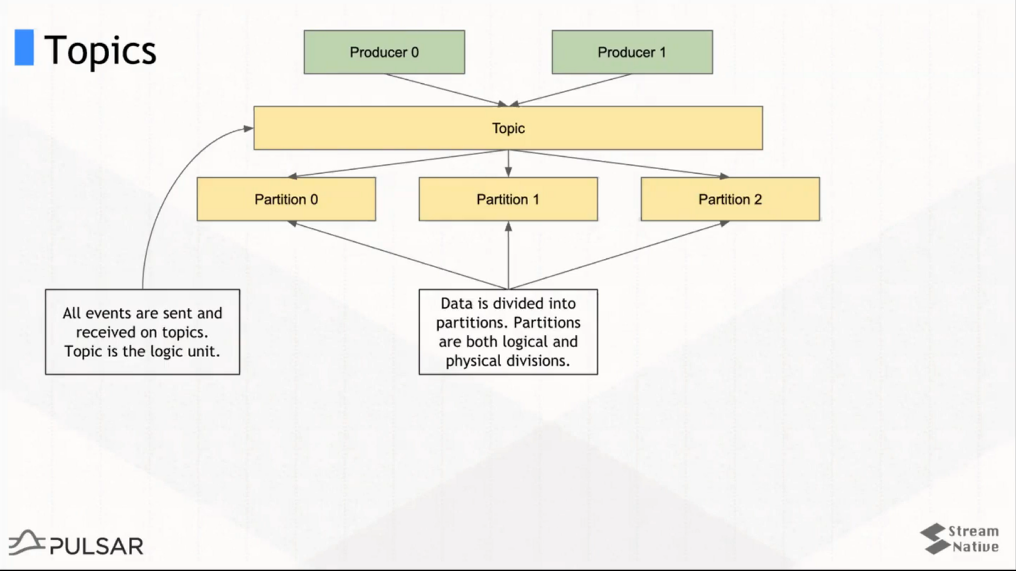 Topics
Producer 0
Producer 1
Topic
Partition 0
Partition 1
Partition 2
All events are sent and
received on topics.
Topic is the logic unit.
Data is divided into
partitions. Partitions
are both logical and
physical divisions.
PULSAR
Stream
Native